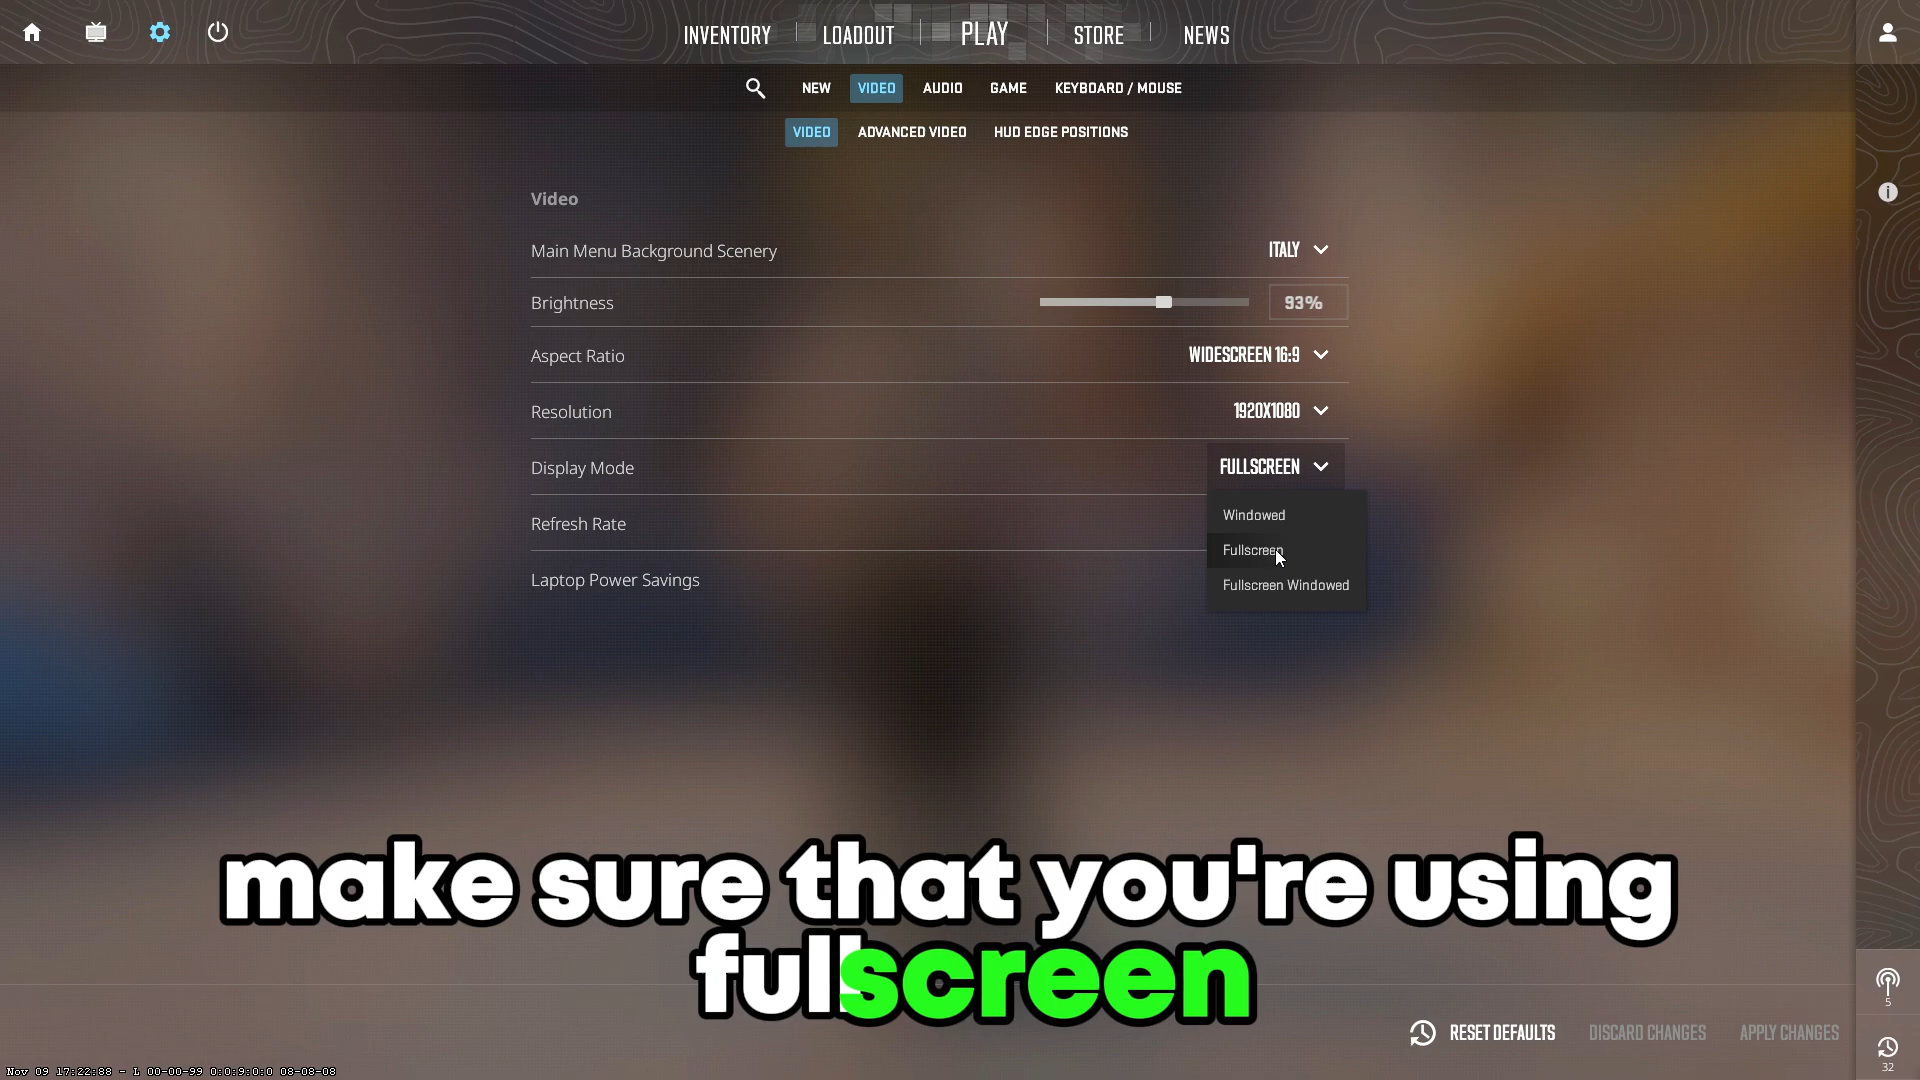 INVENTORY
LOADOUT
PLAY
STORE
NEWS
NEW
VIDEO
AUDIO
GAME
KEYBOARD / MOUSE
VIDEO
ADVANCED VIDEO
HUD EDGE POSITIONS
Video
Main Menu Background Scenery
ITALY
Brightness
93%
Aspect Ratio
WIDESCREEN 16:9
Resolution
1920X1080
Display Mode
FULLSCREEN
Windowed
Refresh Rate
Fullscreen
Laptop Power Savings
Fullscreen Windowed
make sure that you're using
fullscreen
5
RESET DEFAULTS
DISCARD CHANGES
APPLY CHANGES
32